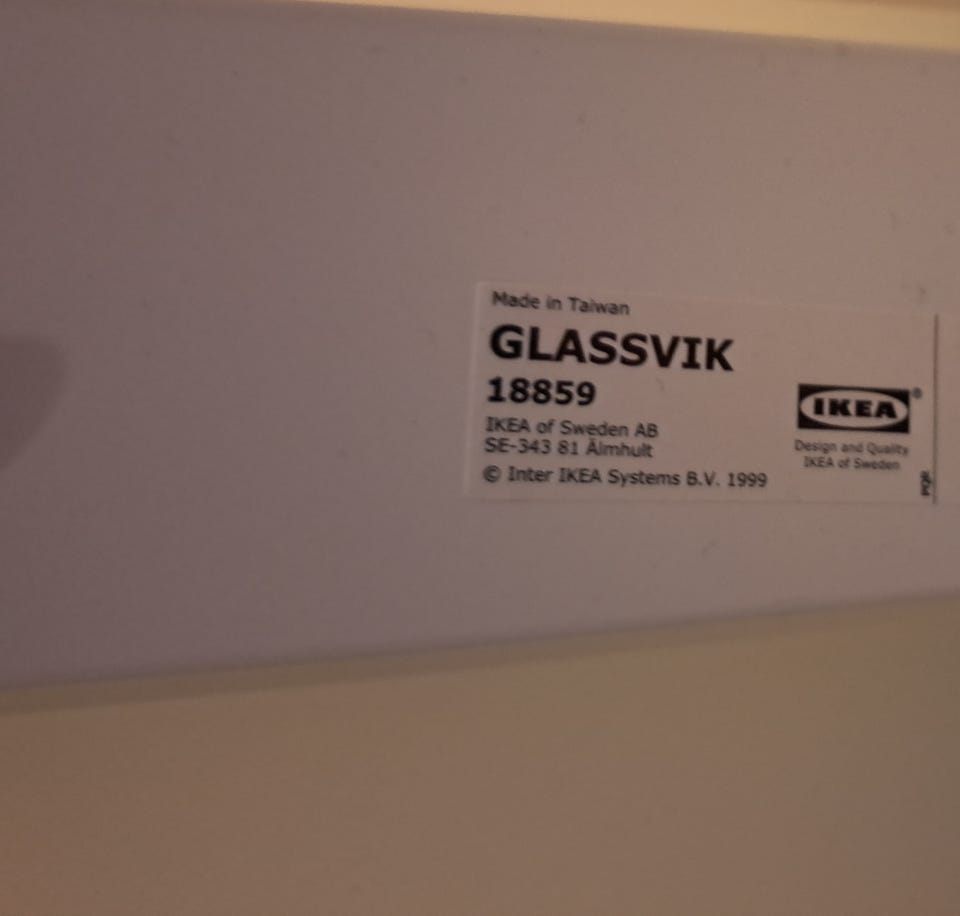 Made in Taiwan
GLASSVIK
18859
IKEA of Sweden AB
SE-343 81 Älmhult
© Inter IKEA Systems B.V. 1999
IKEA®
Design and Quality
IKEA of Sweden